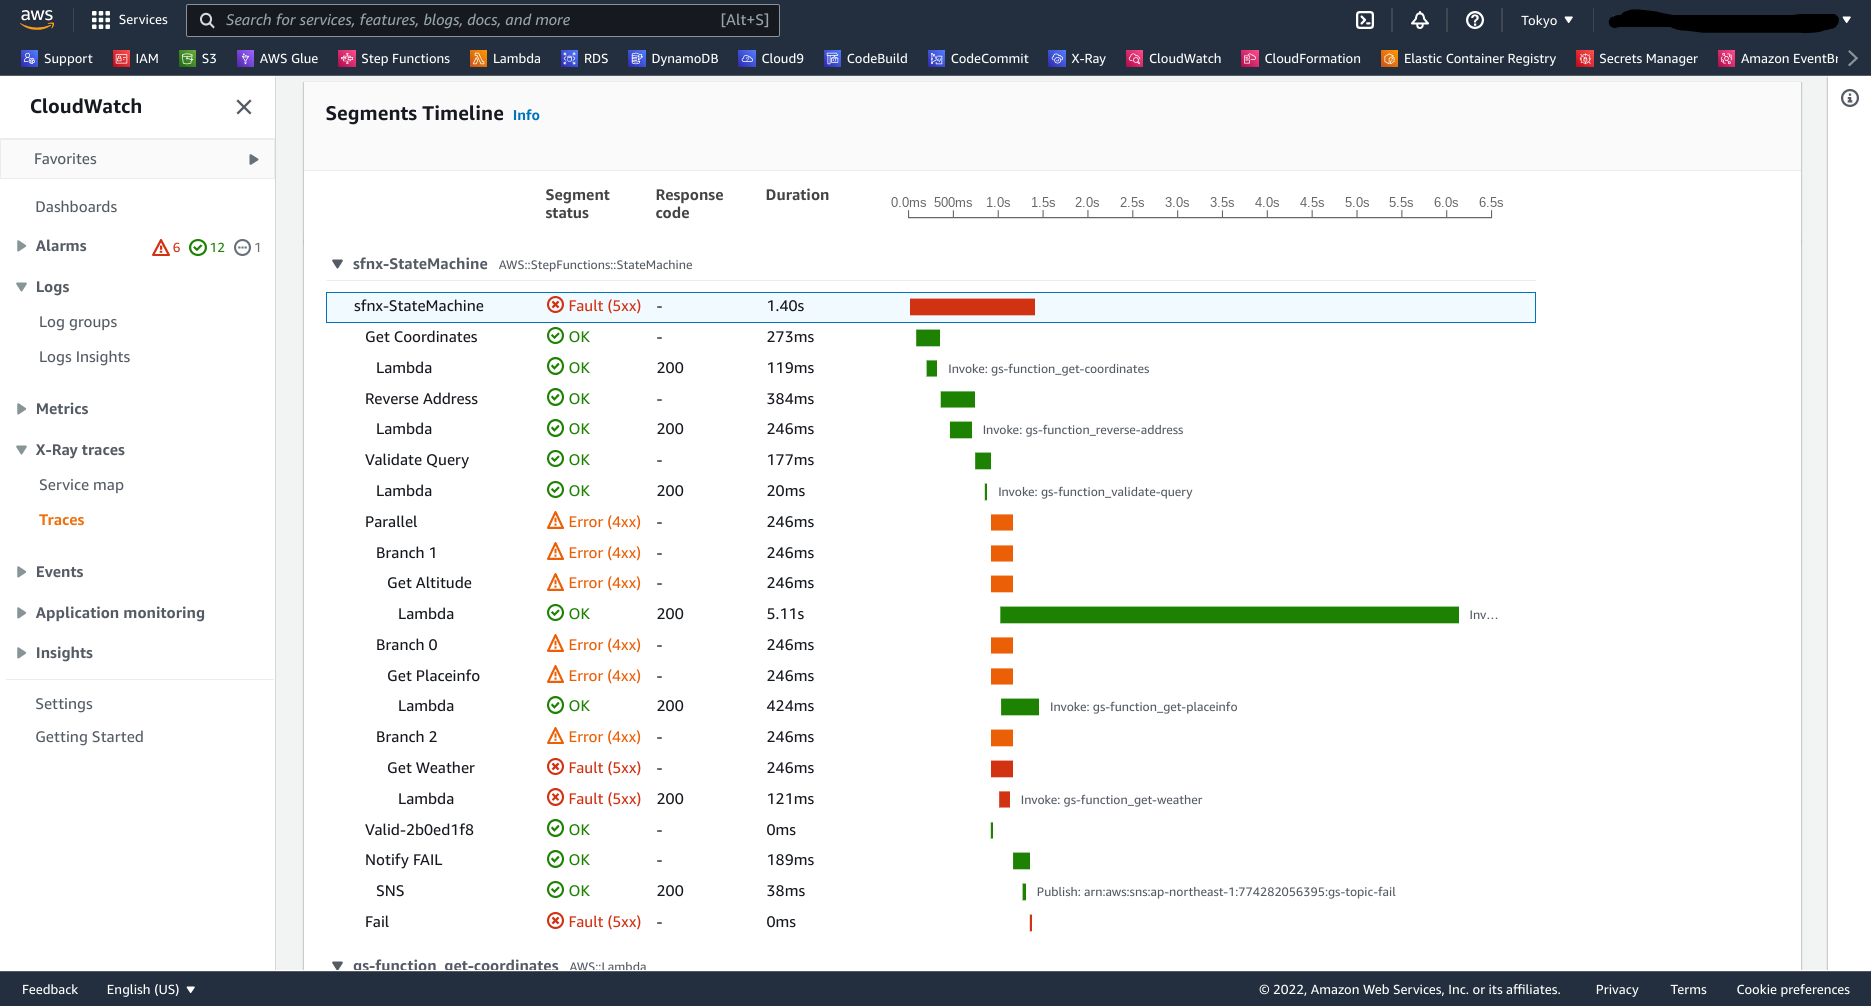 aws Services Search for services, features, blogs, docs, and more [Alt+S] Tokyo
Support IAM S3 AWS Glue Step Functions Lambda RDS DynamoDB Cloud9 CodeBuild CodeCommit X-Ray CloudWatch CloudFormation Elastic Container Registry Secrets Manager Amazon EventBr
CloudWatch
Favorites
Dashboards
Alarms 6 12 1
Logs
Log groups
Logs Insights
Metrics
X-Ray traces
Service map
Traces
Events
Application monitoring
Insights
Settings
Getting Started
Segments Timeline Info
Segment status Response code Duration 0.0ms 500ms 1.0s 1.5s 2.0s 2.5s 3.0s 3.5s 4.0s 4.5s 5.0s 5.5s 6.0s 6.5s
sfnx-StateMachine AWS::StepFunctions::StateMachine
sfnx-StateMachine Fault (5xx) - 1.40s
Get Coordinates OK - 273ms
Lambda OK 200 119ms Invoke: gs-function_get-coordinates
Reverse Address OK - 384ms
Lambda OK 200 246ms Invoke: gs-function_reverse-address
Validate Query OK - 177ms
Lambda OK 200 20ms Invoke: gs-function_validate-query
Parallel Error (4xx) - 246ms
Branch 1 Error (4xx) - 246ms
Get Altitude Error (4xx) - 246ms
Lambda OK 200 5.11s Inv...
Branch 0 Error (4xx) - 246ms
Get Placeinfo Error (4xx) - 246ms
Lambda OK 200 424ms Invoke: gs-function_get-placeinfo
Branch 2 Error (4xx) - 246ms
Get Weather Fault (5xx) - 246ms
Lambda Fault (5xx) 200 121ms Invoke: gs-function_get-weather
Valid-2b0ed1f8 OK - 0ms
Notify FAIL OK - 189ms
SNS OK 200 38ms Publish: arn:aws:sns:ap-northeast-1:774282056395:gs-topic-fail
Fail Fault (5xx) - 0ms
gs-function_get-coordinates AWS::Lambda
Feedback English (US) © 2022, Amazon Web Services, Inc. or its affiliates. Privacy Terms Cookie preferences